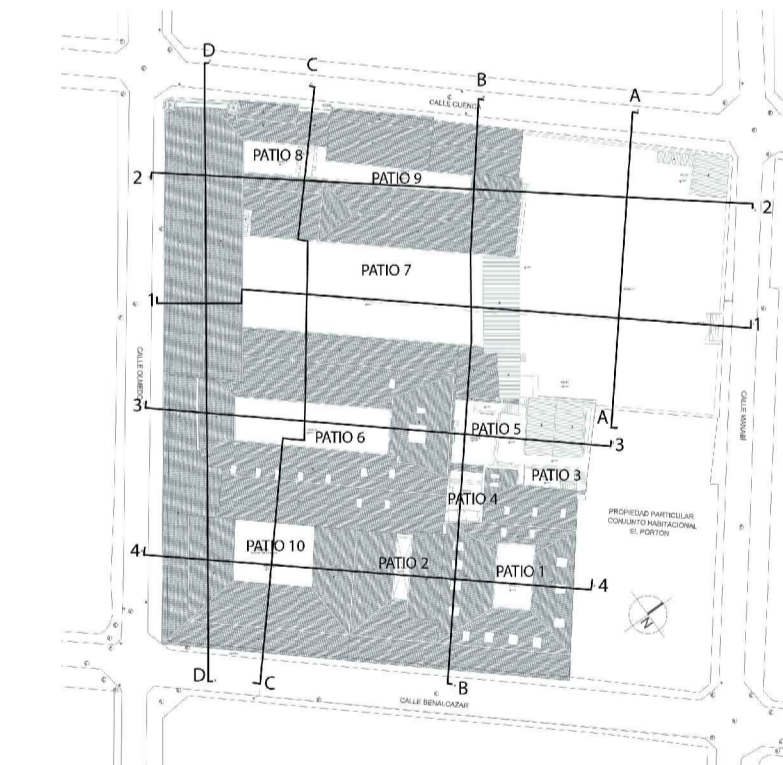 D
C
B
A
CALLE CUENCA
PATIO 8
2
PATIO 9
2
PATIO 7
1
1
CALLE OLMEDO
CALLE MANABÍ
3
A
PATIO 5
3
PATIO 6
PATIO 3
PATIO 4
PROPIEDAD PARTICULAR
CONJUNTO HABITACIONAL
EL PORTON
4
PATIO 10
PATIO 2
PATIO 1
4
N
D
C
B
CALLE BENALCAZAR